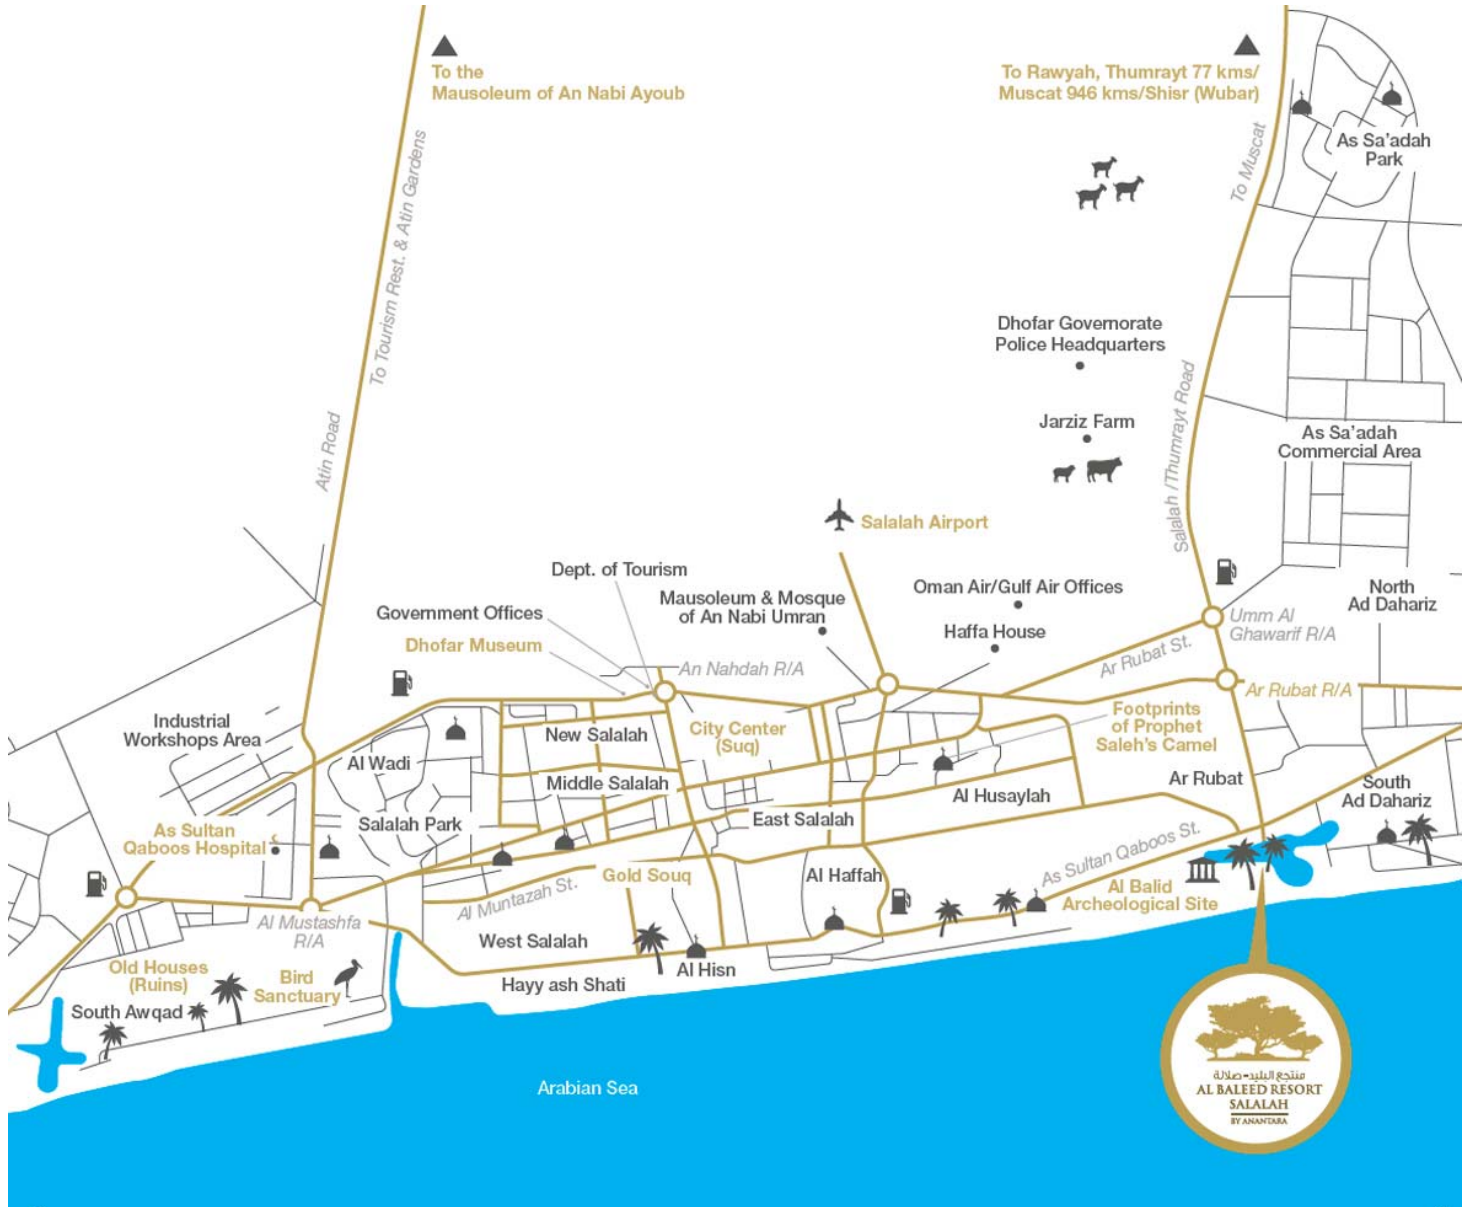 To the
Mausoleum of An Nabi Ayoub
To Rawyah, Thumrayt 77 kms/
Muscat 946 kms/Shisr (Wubar)
To Muscat
As Sa'adah
Park
To Tourism Rest. & Atin Gardens
Atin Road
Dhofar Governorate
Police Headquarters
Jarziz Farm
Salalah /Thumrayt Road
As Sa'adah
Commercial Area
Salalah Airport
Dept. of Tourism
Government Offices
Dhofar Museum
Mausoleum & Mosque
of An Nabi Umran
Oman Air/Gulf Air Offices
Haffa House
North
Ad Dahariz
Umm Al
Ghawarif R/A
Ar Rubat St.
An Nahdah R/A
Ar Rubat R/A
Industrial
Workshops Area
Al Wadi
New Salalah
City Center
(Suq)
Footprints
of Prophet
Saleh's Camel
Middle Salalah
Ar Rubat
South
Ad Dahariz
Al Husaylah
Salalah Park
East Salalah
As Sultan
Qaboos Hospital
As Sultan Qaboos St.
Gold Souq
Al Haffah
Al Muntazah St.
Al Balid
Archeological Site
Al Mustashfa
R/A
West Salalah
Old Houses
(Ruins)
Bird
Sanctuary
Al Hisn
Hayy ash Shati
South Awqad
Arabian Sea
منتجع البليد-صلالة
AL BALEED RESORT
SALALAH
BY ANANTARA